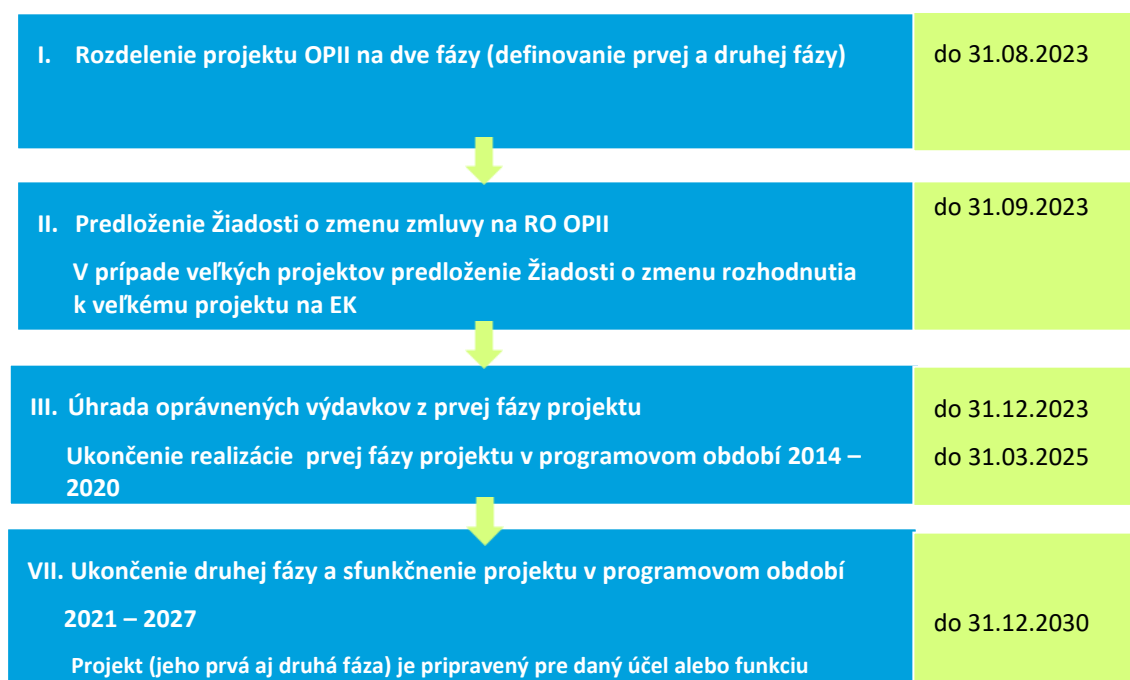 I. Rozdelenie projektu OPII na dve fázy (definovanie prvej a druhej fázy)
do 31.08.2023
II. Predloženie Žiadosti o zmenu zmluvy na RO OPII
do 31.09.2023
V prípade veľkých projektov predloženie Žiadosti o zmenu rozhodnutia
k veľkému projektu na EK
III. Úhrada oprávnených výdavkov z prvej fázy projektu
do 31.12.2023
Ukončenie realizácie prvej fázy projektu v programovom období 2014 –
2020
do 31.03.2025
VII. Ukončenie druhej fázy a sfunkčnenie projektu v programovom období
2021 – 2027
do 31.12.2030
Projekt (jeho prvá aj druhá fáza) je pripravený pre daný účel alebo funkciu